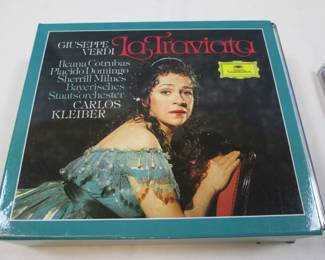 GIUSEPPE
VERDI
La Traviata
Ileana Cotrubas
Placido Domingo
Sherrill Milnes
Bayerisches
Staatsorchester
CARLOS
KLEIBER